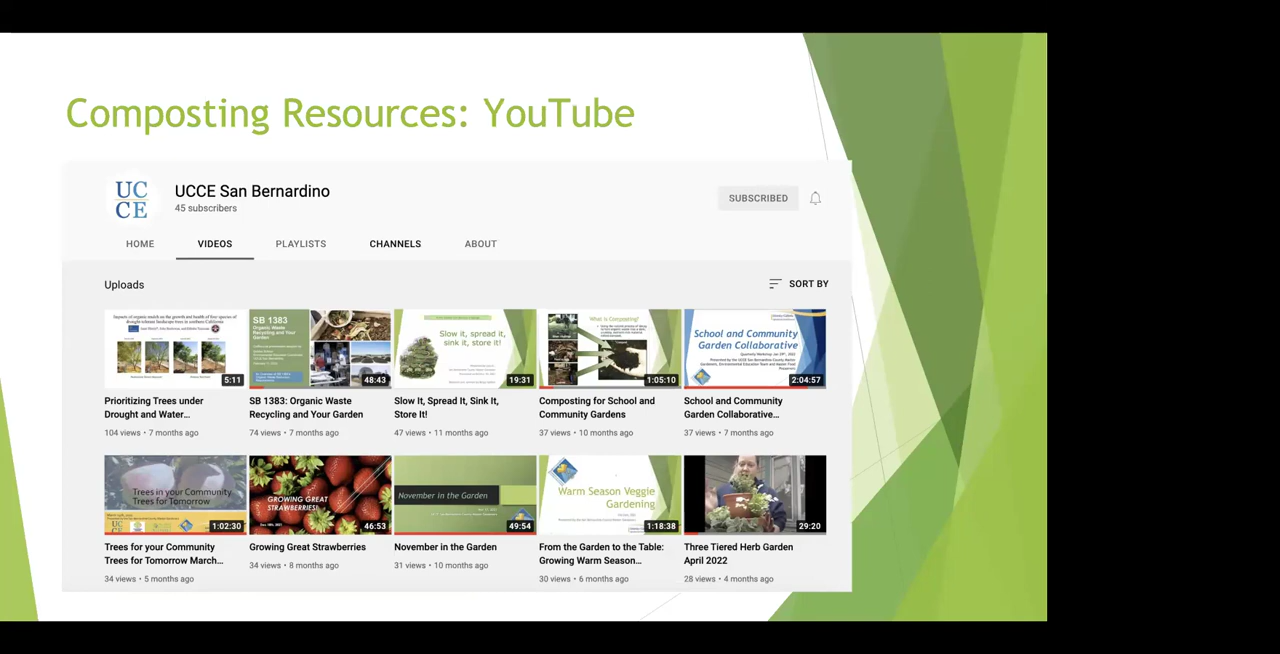 Composting Resources: YouTube
UC
CE
UCCE San Bernardino
45 subscribers
SUBSCRIBED
HOME
VIDEOS
PLAYLISTS
CHANNELS
ABOUT
Uploads
SORT BY
5:11
SB 1383
Organic Waste
Recycling and Your
Garden
48:43
Slow it, spread it,
sink it, store it!
19:31
What is Composting?
1:05:10
School and Community
Garden Collaborative
2:04:57
Prioritizing Trees under
Drought and Water...
104 views • 7 months ago
SB 1383: Organic Waste
Recycling and Your Garden
74 views • 7 months ago
Slow It, Spread It, Sink It,
Store It!
47 views • 11 months ago
Composting for School and
Community Gardens
37 views • 10 months ago
School and Community
Garden Collaborative...
37 views • 7 months ago
Trees in your Community
Trees for Tomorrow
1:02:30
GROWING GREAT
STRAWBERRIES!
46:53
November in the Garden
49:54
Warm Season Veggie
Gardening
1:18:38
29:20
Trees for your Community
Trees for Tomorrow March...
34 views • 5 months ago
Growing Great Strawberries
34 views • 8 months ago
November in the Garden
31 views • 10 months ago
From the Garden to the Table:
Growing Warm Season...
30 views • 6 months ago
Three Tiered Herb Garden
April 2022
28 views • 4 months ago